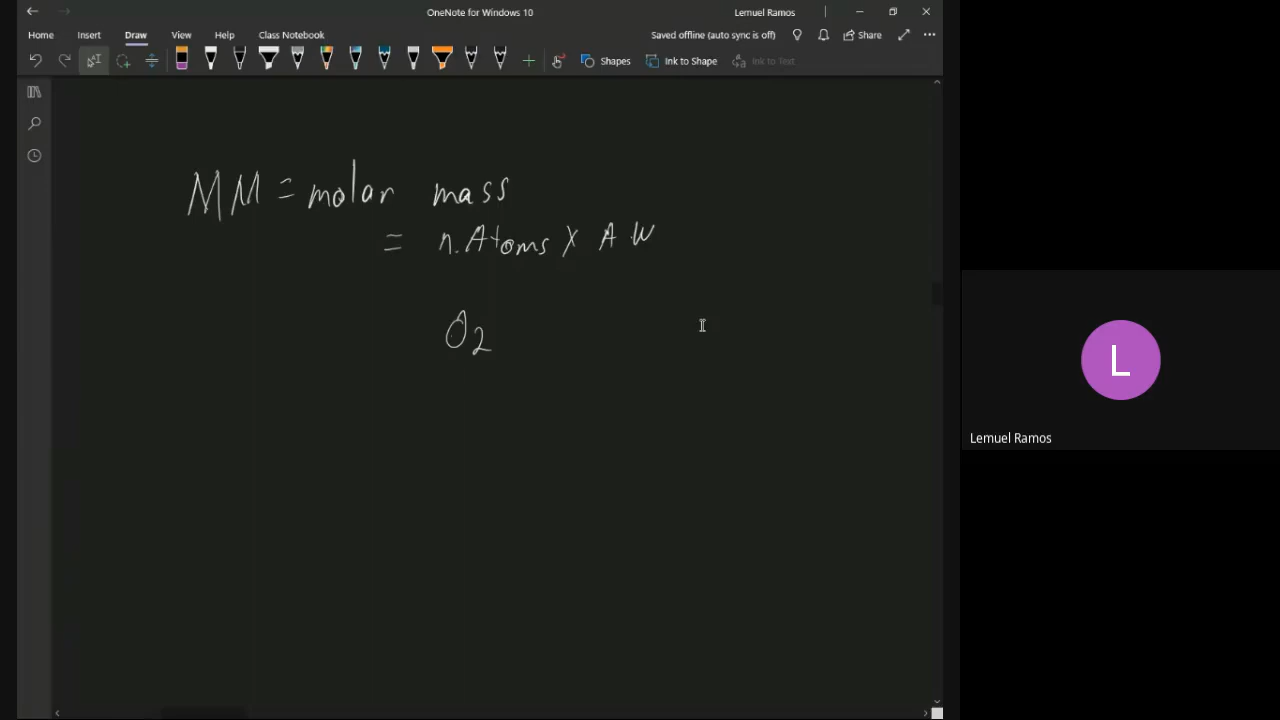 OneNote for Windows 10
Lemuel Ramos
Home Insert Draw View Help Class Notebook
Saved offline (auto sync is off) Share
Shapes Ink to Shape Ink to Text
MM = molar mass
= n.Atoms X AW
O2
L
Lemuel Ramos